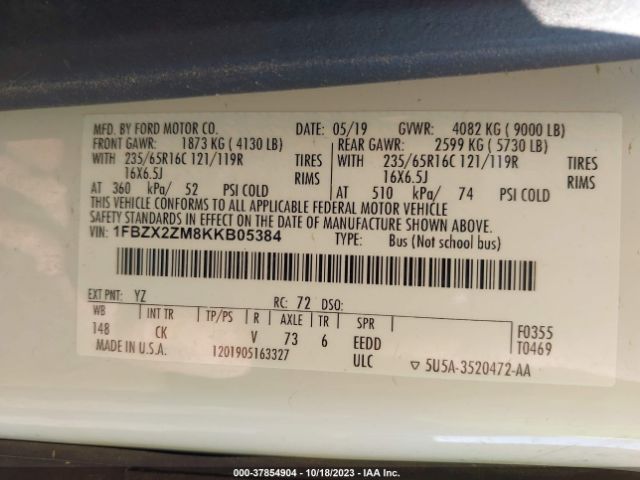 MFD. BY FORD MOTOR CO. DATE: 05/19 GVWR: 4082 KG ( 9000 LB)
FRONT GAWR: 1873 KG ( 4130 LB) REAR GAWR: 2599 KG ( 5730 LB)
WITH 235/65R16C 121/119R TIRES WITH 235/65R16C 121/119R TIRES
16X6.5J RIMS 16X6.5J RIMS
AT 360 kPa/ 52 PSI COLD AT 510 kPa/ 74 PSI COLD
THIS VEHICLE CONFORMS TO ALL APPLICABLE FEDERAL MOTOR VEHICLE
SAFETY STANDARDS IN EFFECT ON THE DATE OF MANUFACTURE SHOWN ABOVE.
VIN: 1FBZX2ZM8KKB05384 TYPE: Bus (Not school bus)
EXT PNT: YZ RC: 72 DSO:
WB INT TR TP/PS R AXLE TR SPR
148 CK V 73 6 EEDD
F0355
T0469
MADE IN U.S.A. 1201905163327 ULC ▽ 5U5A-3520472-AA
000-37854904 - 10/18/2023 - IAA Inc.